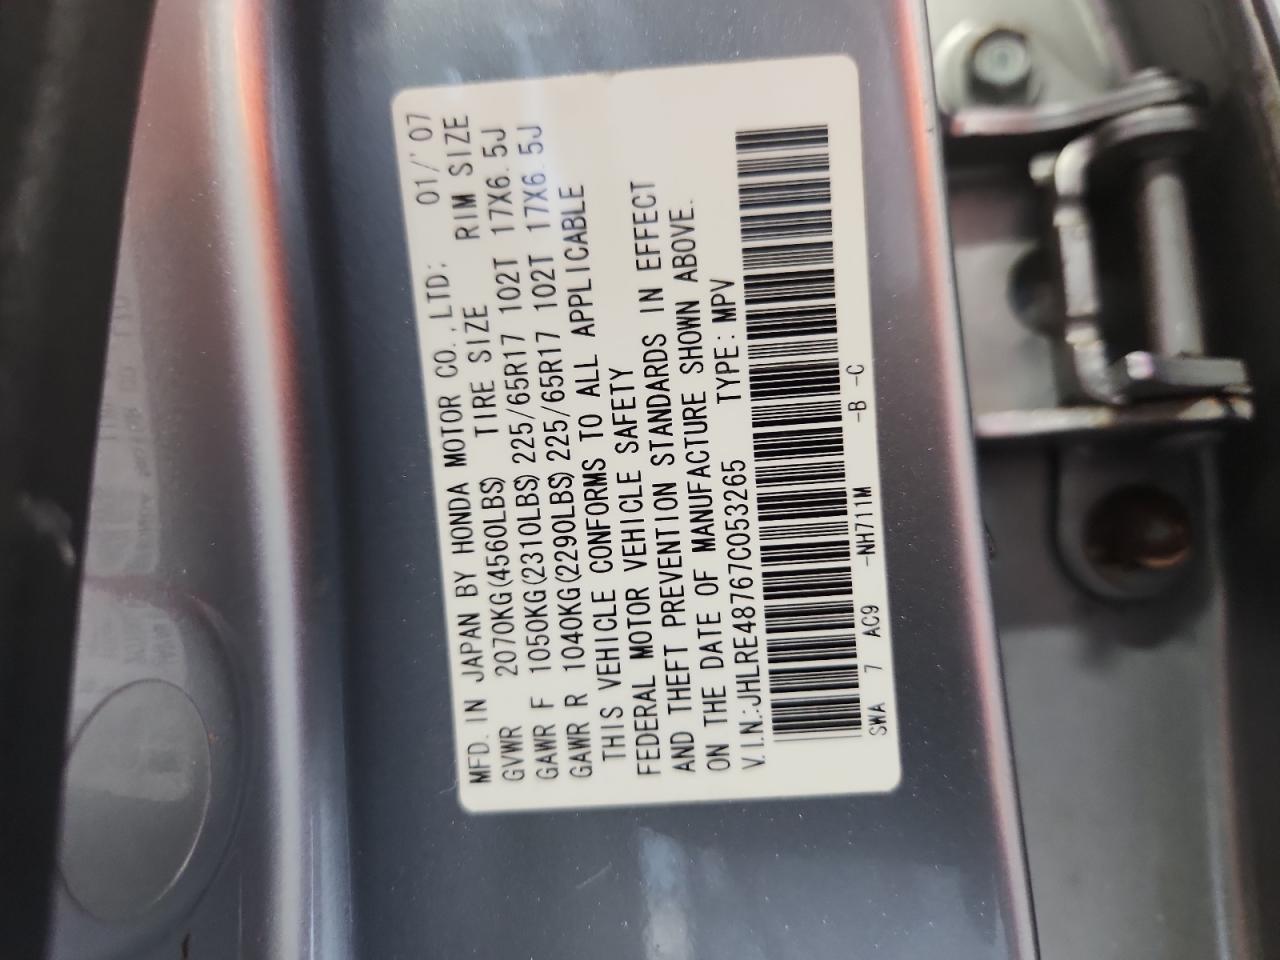 MFD. IN JAPAN BY HONDA MOTOR CO.,LTD: 01/'07
TIRE SIZE RIM SIZE
GVWR 2070KG(4560LBS)
GAWR F 1050KG(2310LBS) 225/65R17 102T 17X6.5J
GAWR R 1040KG(2290LBS) 225/65R17 102T 17X6.5J
THIS VEHICLE CONFORMS TO ALL APPLICABLE
FEDERAL MOTOR VEHICLE SAFETY
AND THEFT PREVENTION STANDARDS IN EFFECT
ON THE DATE OF MANUFACTURE SHOWN ABOVE.
V.I.N.:JHLRE48767C053265 TYPE:MPV
SWA 7 AC9 -NH711M -B -C